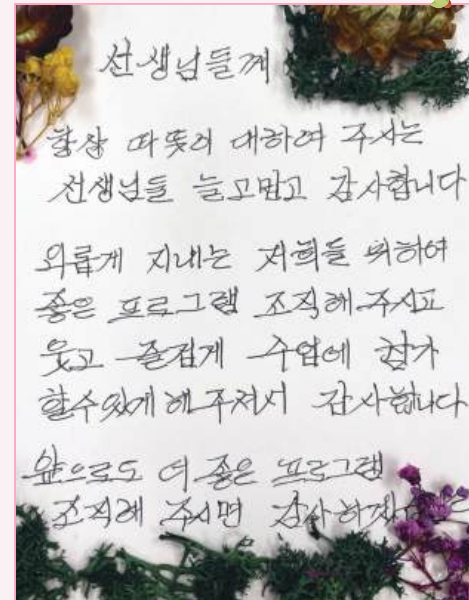 선생님들께
항상 따뜻이 대하여 주시는
선생님들 늘 고맙고 감사합니다
외롭게 지내는 저희들 위하여
좋은 프로그램 조직해 주시고
웃고 즐겁게 수업에 참가
할수있게 해 주셔서 감사합니다
앞으로도 더 좋은 프로그램
조직해 주시면 감사하겠